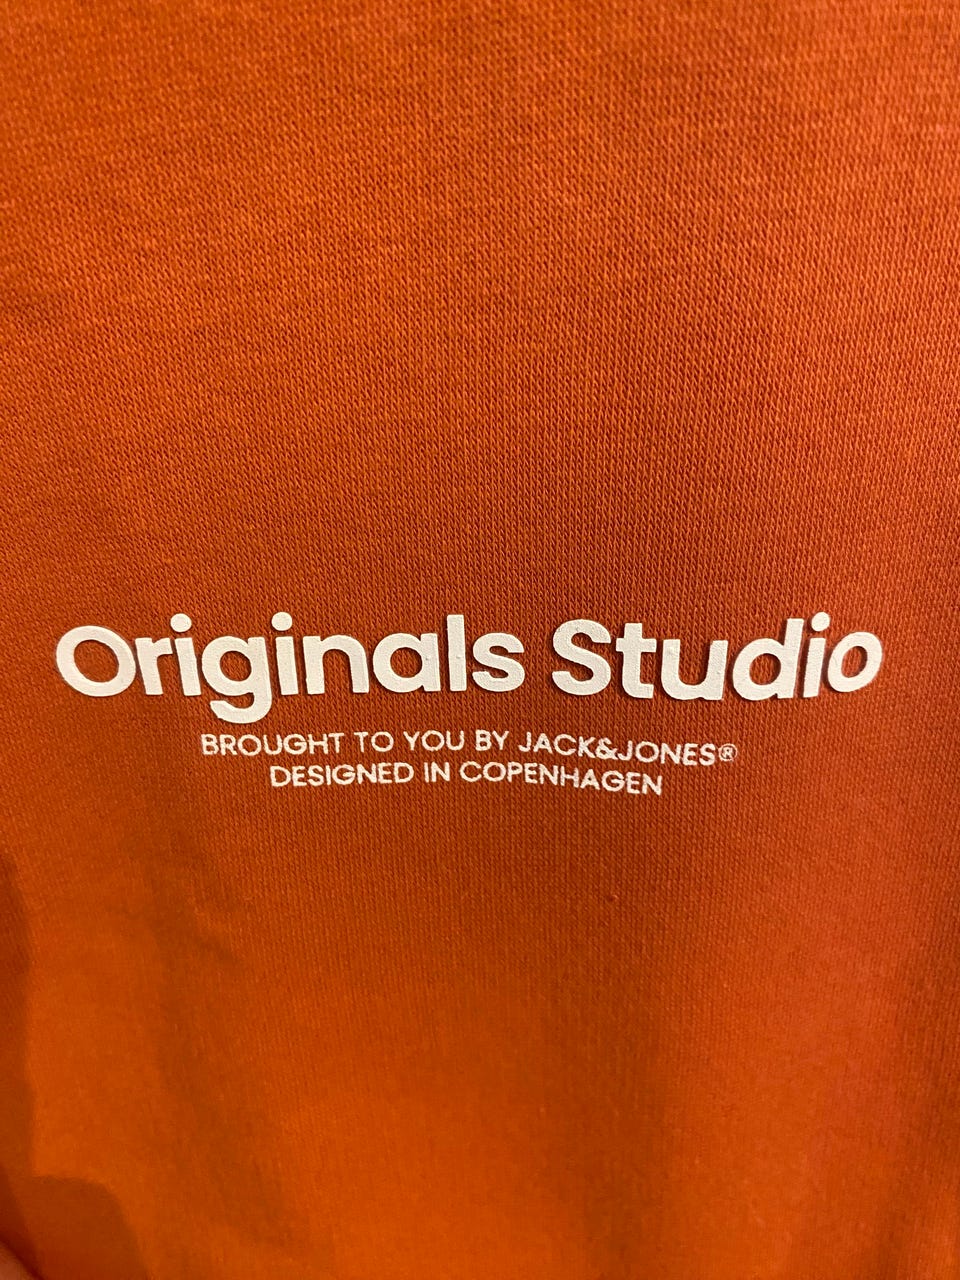 Originals Studio
BROUGHT TO YOU BY JACK&JONES®
DESIGNED IN COPENHAGEN